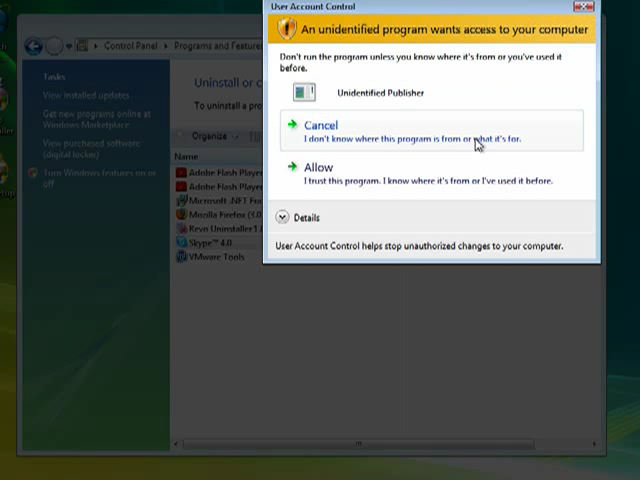 User Account Control
An unidentified program wants access to your computer
Don't run the program unless you know where it's from or you've used it
before.
Unidentified Publisher
Cancel
I don't know where this program is from or what it's for.
Allow
I trust this program. I know where it's from or I've used it before.
Details
User Account Control helps stop unauthorized changes to your computer.
Control Panel
Programs and Features
Tasks
View installed updates
Get new programs online at
Windows Marketplace
View purchased software
(digital locker)
Turn Windows features on or
off
Uninstall or c
To uninstall a pro
Organize
Name
Adobe Flash Player
Adobe Flash Player
Microsoft .NET Fra
Mozilla Firefox (3.0
Revo Uninstaller 1.8
Skype™ 4.0
VMware Tools